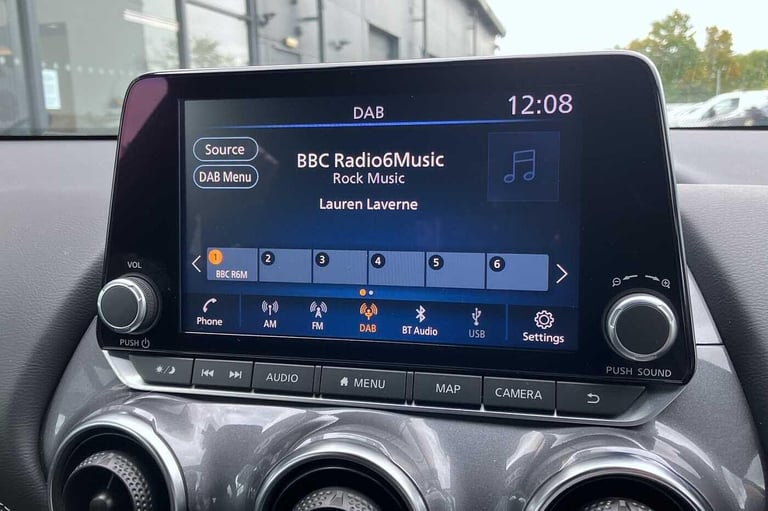 DAB
12:08
Source
BBC Radio6Music
DAB Menu
Rock Music
Lauren Laverne
1 2 3 4 5 6
BBC R6M
Phone AM FM DAB BT Audio USB Settings
VOL
PUSH
PUSH SOUND
AUDIO MENU MAP CAMERA